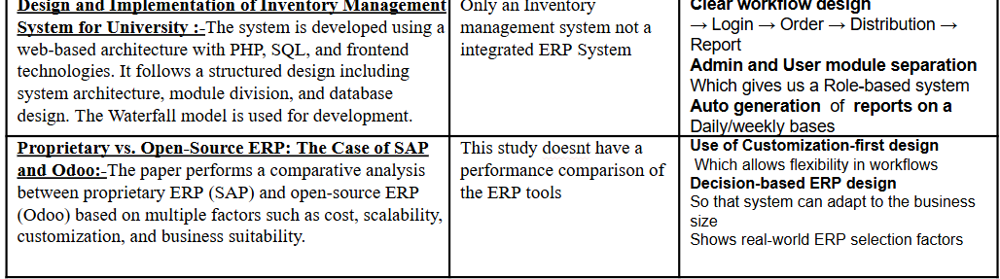 Design and Implementation of Inventory Management
System for University :-The system is developed using a
web-based architecture with PHP, SQL, and frontend
technologies. It follows a structured design including
system architecture, module division, and database
design. The Waterfall model is used for development.
Only an Inventory
management system not a
integrated ERP System
Clear workflow design
→ Login → Order → Distribution →
Report
Admin and User module separation
Which gives us a Role-based system
Auto generation of reports on a
Daily/weekly bases
Proprietary vs. Open-Source ERP: The Case of SAP
and Odoo:-The paper performs a comparative analysis
between proprietary ERP (SAP) and open-source ERP
(Odoo) based on multiple factors such as cost, scalability,
customization, and business suitability.
This study doesnt have a
performance comparison of
the ERP tools
Use of Customization-first design
Which allows flexibility in workflows
Decision-based ERP design
So that system can adapt to the business
size
Shows real-world ERP selection factors